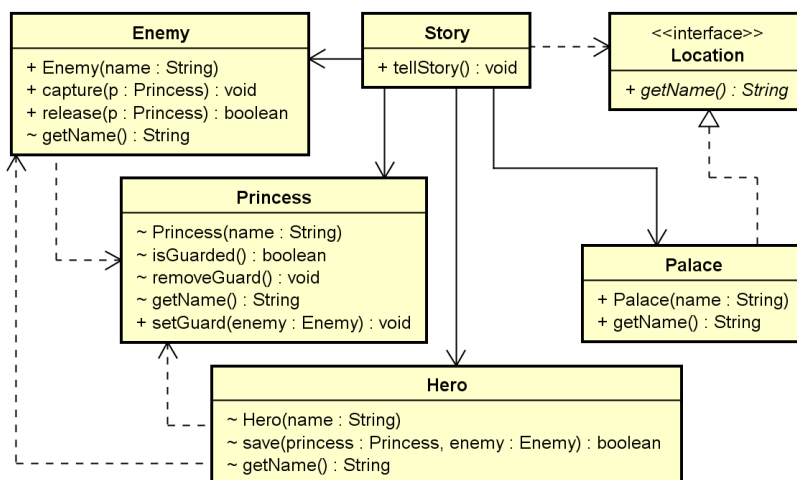 Enemy
+ Enemy(name : String)
+ capture(p : Princess) : void
+ release(p : Princess) : boolean
~ getName() : String
Story
+ tellStory() : void
<<interface>>
Location
+ getName() : String
Princess
~ Princess(name : String)
~ isGuarded() : boolean
~ removeGuard() : void
~ getName() : String
+ setGuard(enemy : Enemy) : void
Palace
+ Palace(name : String)
+ getName() : String
Hero
~ Hero(name : String)
~ save(princess : Princess, enemy : Enemy) : boolean
~ getName() : String